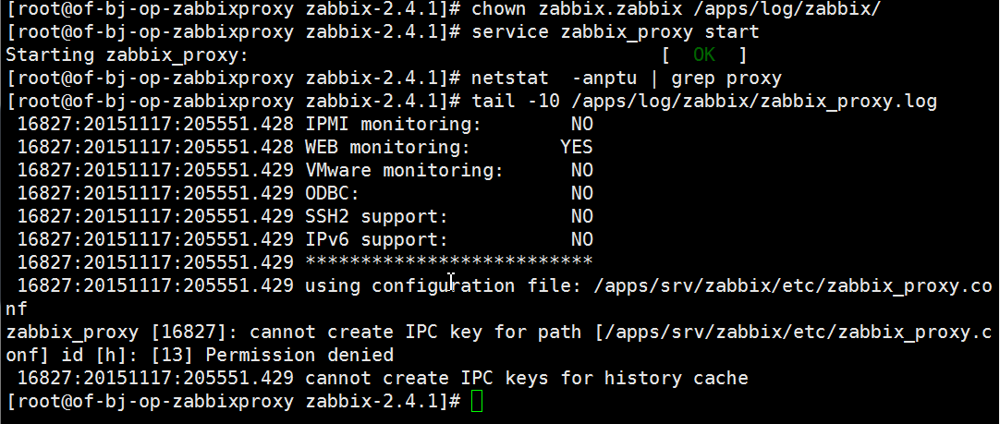 [root@of-bj-op-zabbixproxy zabbix-2.4.1]# chown zabbix.zabbix /apps/log/zabbix/
[root@of-bj-op-zabbixproxy zabbix-2.4.1]# service zabbix_proxy start
Starting zabbix_proxy:                                     [  OK  ]
[root@of-bj-op-zabbixproxy zabbix-2.4.1]# netstat  -anptu | grep proxy
[root@of-bj-op-zabbixproxy zabbix-2.4.1]# tail -10 /apps/log/zabbix/zabbix_proxy.log
 16827:20151117:205551.428 IPMI monitoring:        NO
 16827:20151117:205551.428 WEB monitoring:        YES
 16827:20151117:205551.429 VMware monitoring:      NO
 16827:20151117:205551.429 ODBC:                   NO
 16827:20151117:205551.429 SSH2 support:           NO
 16827:20151117:205551.429 IPv6 support:           NO
 16827:20151117:205551.429 **************************
 16827:20151117:205551.429 using configuration file: /apps/srv/zabbix/etc/zabbix_proxy.co
nf
zabbix_proxy [16827]: cannot create IPC key for path [/apps/srv/zabbix/etc/zabbix_proxy.c
onf] id [h]: [13] Permission denied
 16827:20151117:205551.429 cannot create IPC keys for history cache
[root@of-bj-op-zabbixproxy zabbix-2.4.1]#